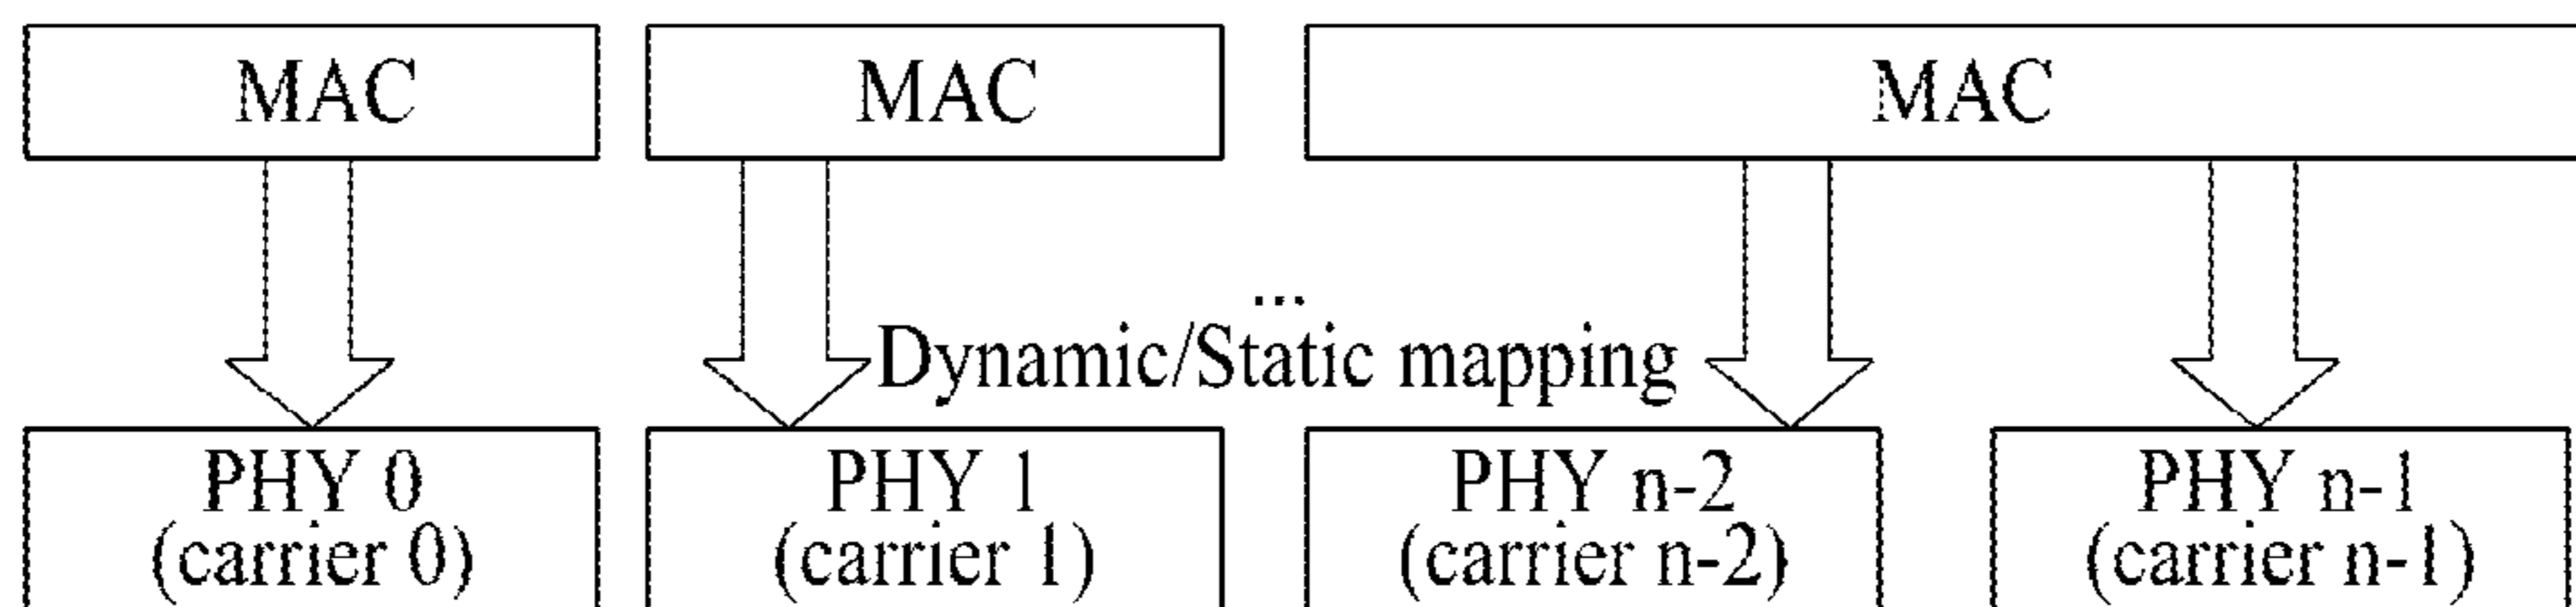 MAC
MAC
MAC
...
Dynamic/Static mapping
PHY 0
(carrier 0)
PHY 1
(carrier 1)
PHY n-2
(carrier n-2)
PHY n-1
(carrier n-1)